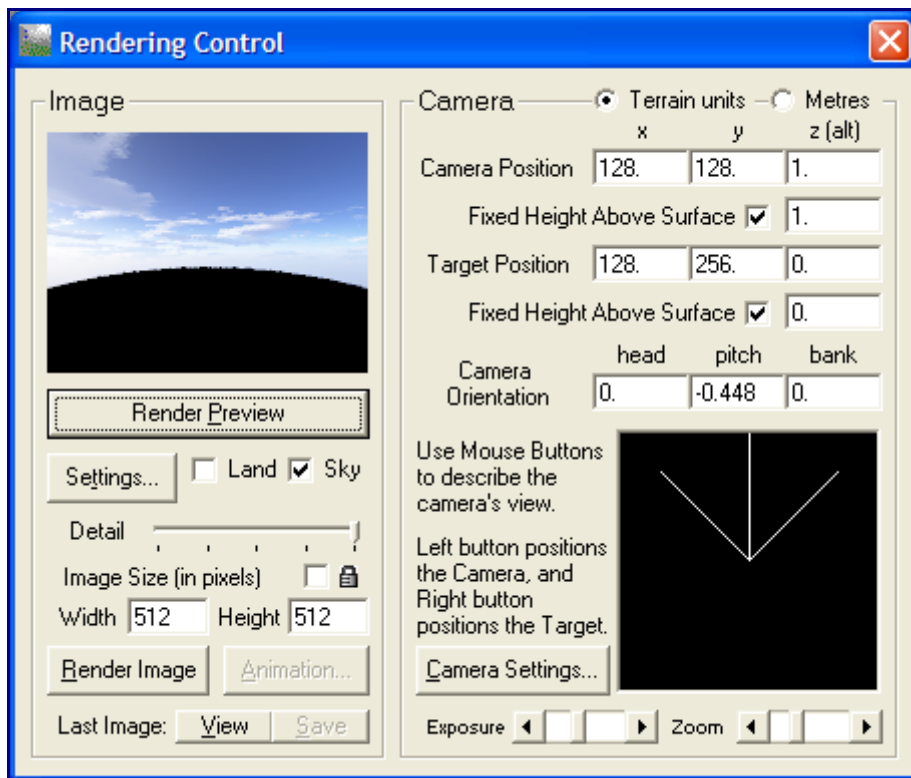 Rendering Control
Image
Render Preview
Settings... Land Sky
Detail
Image Size (in pixels)
Width 512 Height 512
Render Image Animation...
Last Image: View Save
Camera Terrain units Metres
x y z (alt)
Camera Position 128. 128. 1.
Fixed Height Above Surface 1.
Target Position 128. 256. 0.
Fixed Height Above Surface 0.
head pitch bank
Camera
Orientation 0. -0.448 0.
Use Mouse Buttons
to describe the
camera's view.
Left button positions
the Camera, and
Right button
positions the Target.
Camera Settings...
Exposure Zoom